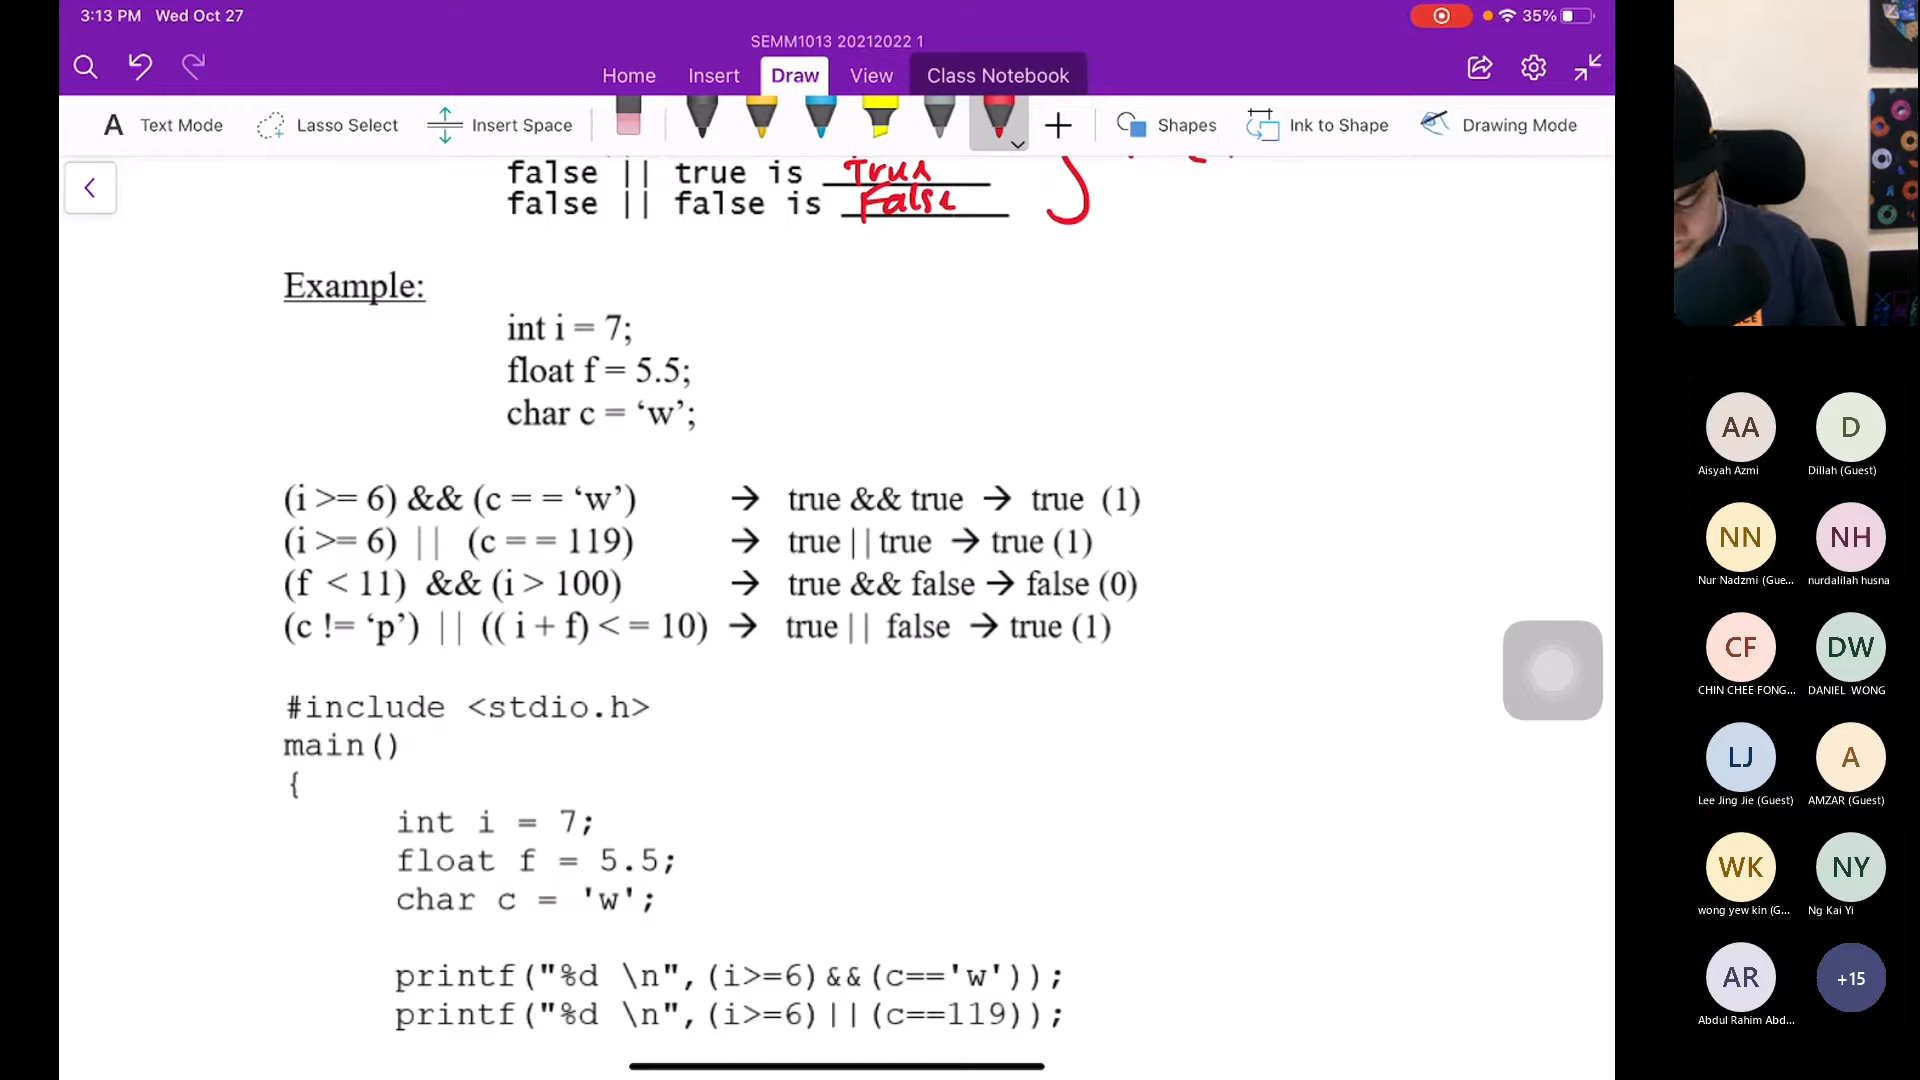 3:13 PM Wed Oct 27
35%
SEMM1013 20212022 1
Home Insert Draw View Class Notebook
A Text Mode Lasso Select Insert Space Shapes Ink to Shape Drawing Mode
false || true is True
false || false is False
Example:
int i = 7;
float f = 5.5;
char c = ‘w’;
(i >= 6) && (c = = ‘w’) → true && true → true (1)
(i >= 6) || (c = = 119) → true || true → true (1)
(f < 11) && (i > 100) → true && false → false (0)
(c != ‘p’) || (( i + f) < = 10) → true || false → true (1)
#include <stdio.h>
main()
{
int i = 7;
float f = 5.5;
char c = 'w';
printf("%d \n",(i>=6)&&(c=='w'));
printf("%d \n",(i>=6)||(c==119));
AA D
Aisyah Azmi Dillah (Guest)
NN NH
Nur Nadzmi (Gue... nurdalilah husna
CF DW
CHIN CHEE FONG... DANIEL WONG
LJ A
Lee Jing Jie (Guest) AMZAR (Guest)
WK NY
wong yew kin (G... Ng Kai Yi
AR +15
Abdul Rahim Abd...